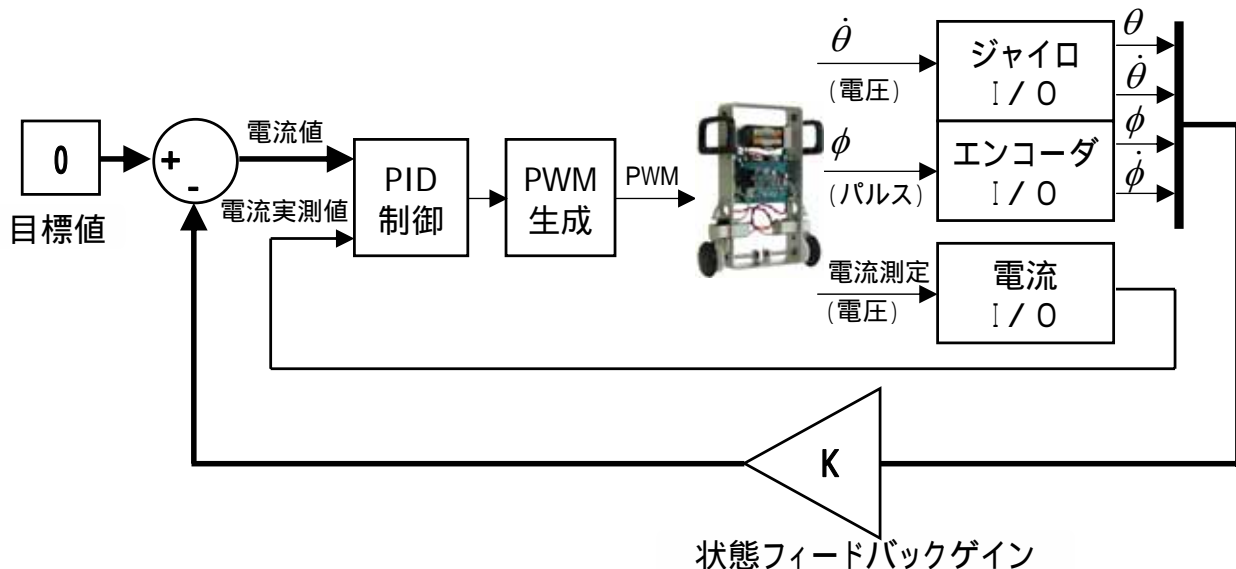 0
目標値
+
-
電流値
電流実測値
PID
制御
PWM
生成
PWM
θ̇
(電圧)
ϕ
(パルス)
電流測定
(電圧)
ジャイロ
I/O
エンコーダ
I/O
電流
I/O
θ
θ̇
ϕ
ϕ̇
K
状態フィードバックゲイン